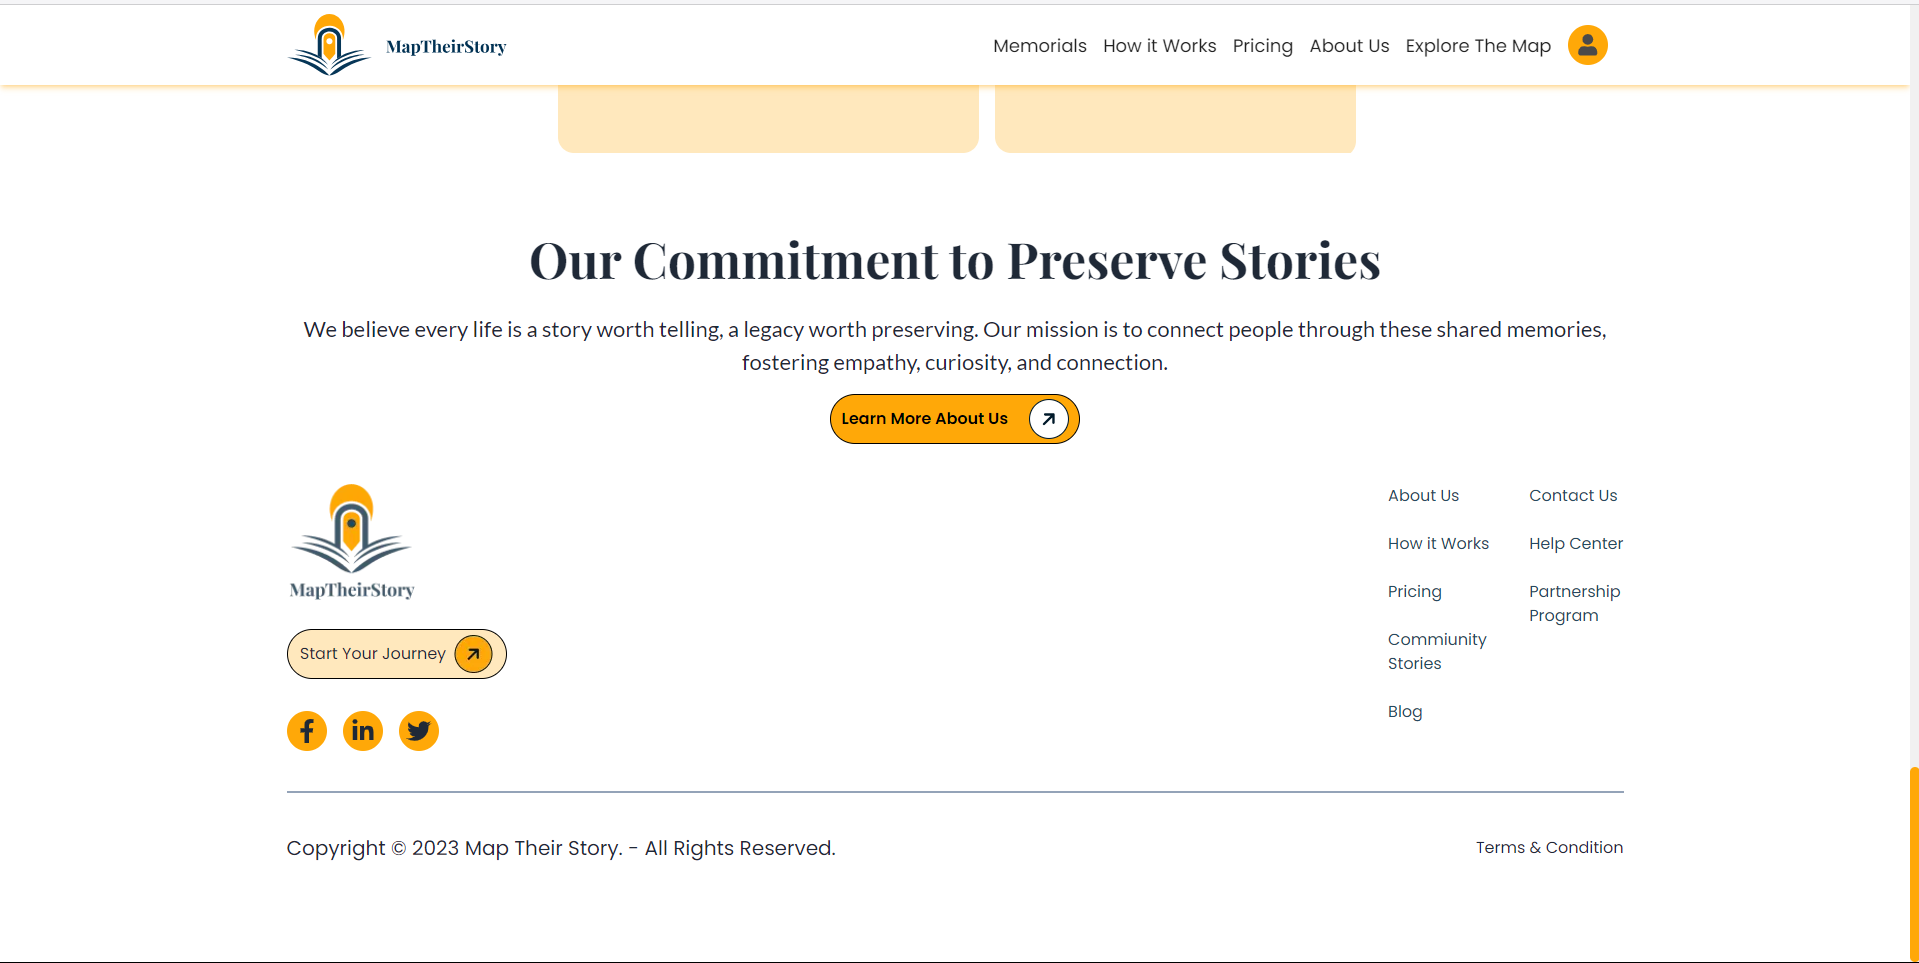 MapTheirStory
Memorials How it Works Pricing About Us Explore The Map
Our Commitment to Preserve Stories
We believe every life is a story worth telling, a legacy worth preserving. Our mission is to connect people through these shared memories,
fostering empathy, curiosity, and connection.
Learn More About Us
MapTheirStory
Start Your Journey
About Us
How it Works
Pricing
Commiunity
Stories
Blog
Contact Us
Help Center
Partnership
Program
Copyright © 2023 Map Their Story. - All Rights Reserved.
Terms & Condition